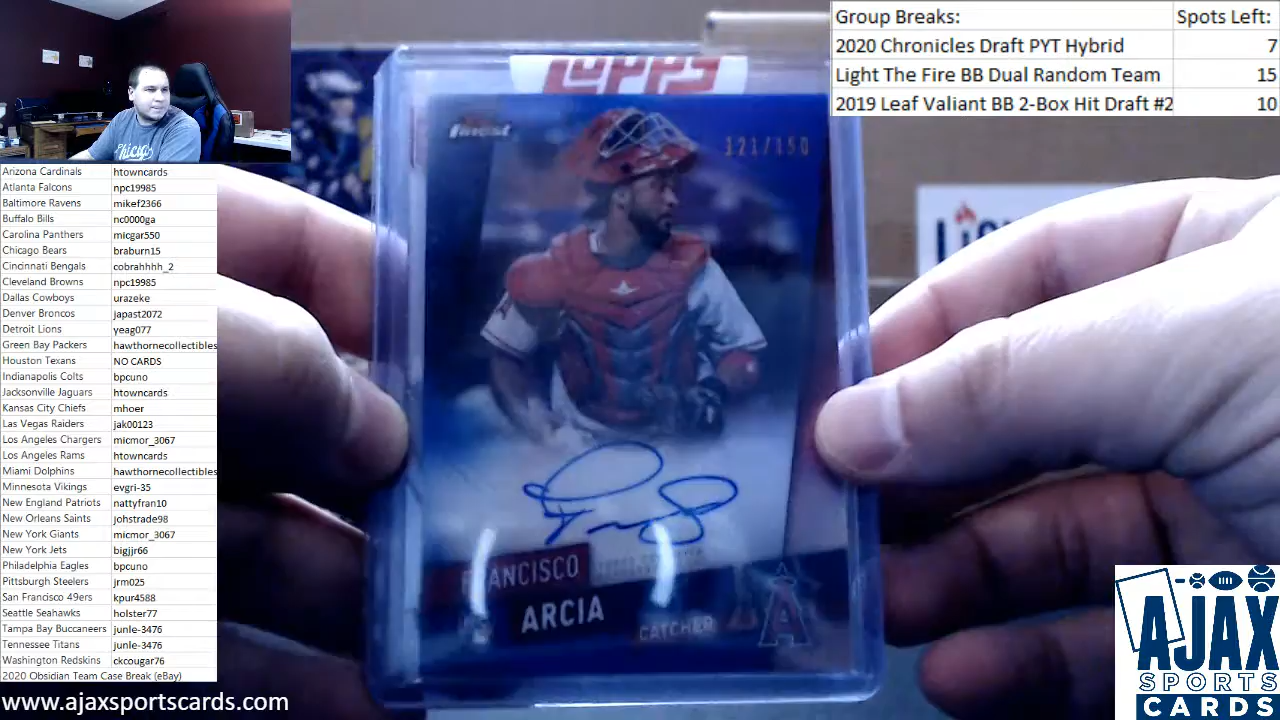 Group Breaks: Spots Left:
2020 Chronicles Draft PYT Hybrid 7
Light The Fire BB Dual Random Team 15
2019 Leaf Valiant BB 2-Box Hit Draft #2 10
Arizona Cardinals htowncards
Atlanta Falcons npc19985
Baltimore Ravens mikef2366
Buffalo Bills nc0000ga
Carolina Panthers micgar550
Chicago Bears braburn15
Cincinnati Bengals cobrahhhh_2
Cleveland Browns npc19985
Dallas Cowboys urazeke
Denver Broncos japast2072
Detroit Lions yeag077
Green Bay Packers hawthornecollectibles
Houston Texans NO CARDS
Indianapolis Colts bpcuno
Jacksonville Jaguars htowncards
Kansas City Chiefs mhoer
Las Vegas Raiders jak00123
Los Angeles Chargers micmor_3067
Los Angeles Rams htowncards
Miami Dolphins hawthornecollectibles
Minnesota Vikings evgri-35
New England Patriots nattyfran10
New Orleans Saints johstrade98
New York Giants micmor_3067
New York Jets bigjjr66
Philadelphia Eagles bpcuno
Pittsburgh Steelers jrm025
San Francisco 49ers kpur4588
Seattle Seahawks holster77
Tampa Bay Buccaneers junle-3476
Tennessee Titans junle-3476
Washington Redskins ckcougar76
2020 Obsidian Team Case Break (eBay)
www.ajaxsportscards.com
Topps
Finest
121/150
FRANCISCO
ARCIA
CATCHER
A
AJAX
SPORTS
CARDS